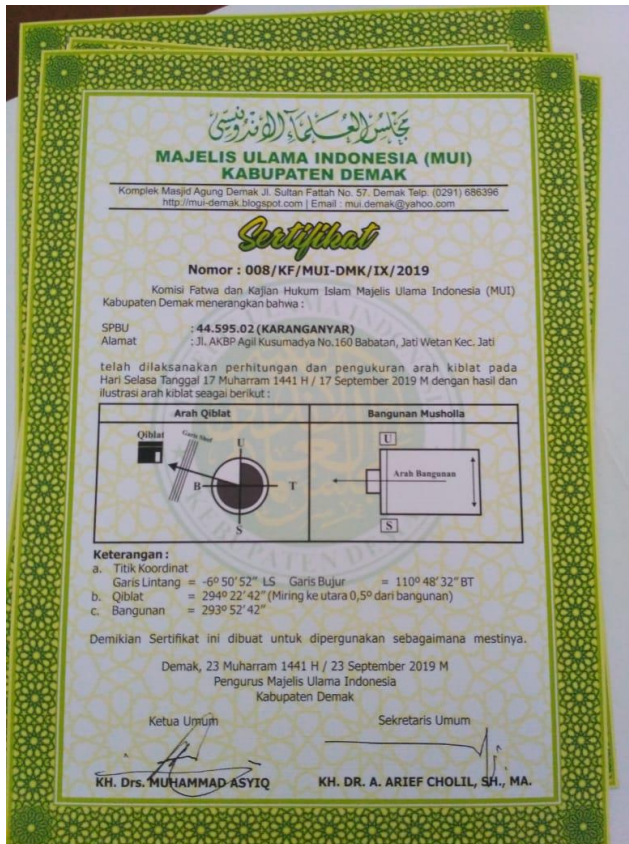 مجلس العلماء الاندونيسي
MAJELIS ULAMA INDONESIA (MUI)
KABUPATEN DEMAK
Komplek Masjid Agung Demak Jl. Sultan Fattah No. 57. Demak Telp. (0291) 686396
http://mui-demak.blogspot.com | Email : mui.demak@yahoo.com
Sertifikat
Nomor : 008/KF/MUI-DMK/IX/2019
Komisi Fatwa dan Kajian Hukum Islam Majelis Ulama Indonesia (MUI)
Kabupaten Demak menerangkan bahwa :
SPBU : 44.595.02 (KARANGANYAR)
Alamat : Jl. AKBP Agil Kusumadya No.160 Babatan, Jati Wetan Kec. Jati
telah dilaksanakan perhitungan dan pengukuran arah kiblat pada
Hari Selasa Tanggal 17 Muharram 1441 H / 17 September 2019 M dengan hasil dan
ilustrasi arah kiblat seagai berikut :
Arah Qiblat Bangunan Musholla
Qiblat Garis Shof U U
B T Arah Bangunan
S S
Keterangan :
a. Titik Koordinat
Garis Lintang = -6º 50' 52" LS Garis Bujur = 110º 48' 32" BT
b. Qiblat = 294º 22' 42" (Miring ke utara 0,5º dari bangunan)
c. Bangunan = 293º 52' 42"
Demikian Sertifikat ini dibuat untuk dipergunakan sebagaimana mestinya.
Demak, 23 Muharram 1441 H / 23 September 2019 M
Pengurus Majelis Ulama Indonesia
Kabupaten Demak
Ketua Umum Sekretaris Umum
KH. Drs. MUHAMMAD ASYIQ KH. DR. A. ARIEF CHOLIL, SH., MA.